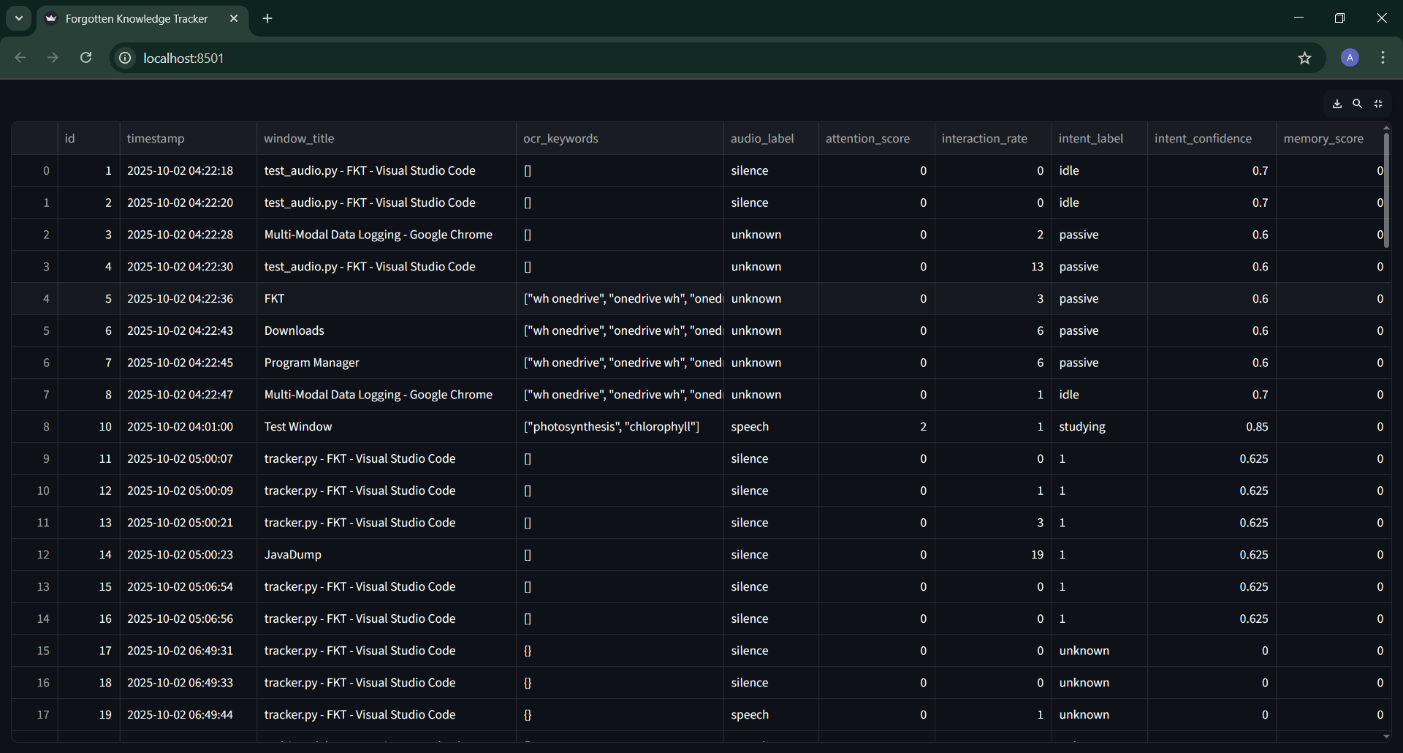 Forgotten Knowledge Tracker
localhost:8501
A
id timestamp window_title ocr_keywords audio_label attention_score interaction_rate intent_label intent_confidence memory_score
0 1 2025-10-02 04:22:18 test_audio.py - FKT - Visual Studio Code [] silence 0 0 idle 0.7 0
1 2 2025-10-02 04:22:20 test_audio.py - FKT - Visual Studio Code [] silence 0 0 idle 0.7 0
2 3 2025-10-02 04:22:28 Multi-Modal Data Logging - Google Chrome [] unknown 0 2 passive 0.6 0
3 4 2025-10-02 04:22:30 test_audio.py - FKT - Visual Studio Code [] unknown 0 13 passive 0.6 0
4 5 2025-10-02 04:22:36 FKT ["wh onedrive", "onedrive wh", "oned unknown 0 3 passive 0.6 0
5 6 2025-10-02 04:22:43 Downloads ["wh onedrive", "onedrive wh", "oned unknown 0 6 passive 0.6 0
6 7 2025-10-02 04:22:45 Program Manager ["wh onedrive", "onedrive wh", "oned unknown 0 6 passive 0.6 0
7 8 2025-10-02 04:22:47 Multi-Modal Data Logging - Google Chrome ["wh onedrive", "onedrive wh", "oned unknown 0 1 idle 0.7 0
8 10 2025-10-02 04:01:00 Test Window ["photosynthesis", "chlorophyll"] speech 2 1 studying 0.85 0
9 11 2025-10-02 05:00:07 tracker.py - FKT - Visual Studio Code [] silence 0 0 1 0.625 0
10 12 2025-10-02 05:00:09 tracker.py - FKT - Visual Studio Code [] silence 0 1 1 0.625 0
11 13 2025-10-02 05:00:21 tracker.py - FKT - Visual Studio Code [] silence 0 3 1 0.625 0
12 14 2025-10-02 05:00:23 JavaDump [] silence 0 19 1 0.625 0
13 15 2025-10-02 05:06:54 tracker.py - FKT - Visual Studio Code [] silence 0 0 1 0.625 0
14 16 2025-10-02 05:06:56 tracker.py - FKT - Visual Studio Code [] silence 0 0 1 0.625 0
15 17 2025-10-02 06:49:31 tracker.py - FKT - Visual Studio Code {} silence 0 0 unknown 0 0
16 18 2025-10-02 06:49:33 tracker.py - FKT - Visual Studio Code {} silence 0 0 unknown 0 0
17 19 2025-10-02 06:49:44 tracker.py - FKT - Visual Studio Code {} speech 0 1 unknown 0 0